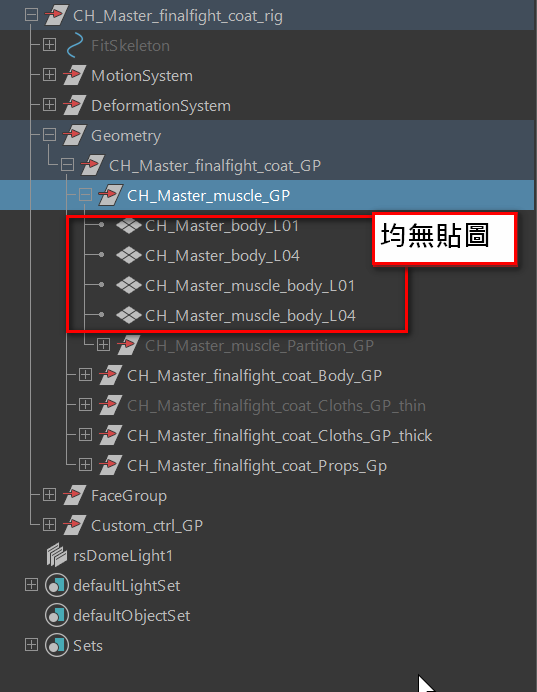 CH_Master_finalfight_coat_rig
FitSkeleton
MotionSystem
DeformationSystem
Geometry
CH_Master_finalfight_coat_GP
CH_Master_muscle_GP
CH_Master_body_L01
均無貼圖
CH_Master_body_L04
CH_Master_muscle_body_L01
CH_Master_muscle_body_L04
CH_Master_muscle_Partition_GP
CH_Master_finalfight_coat_Body_GP
CH_Master_finalfight_coat_Cloths_GP_thin
CH_Master_finalfight_coat_Cloths_GP_thick
CH_Master_finalfight_coat_Props_Gp
FaceGroup
Custom_ctrl_GP
rsDomeLight1
defaultLightSet
defaultObjectSet
Sets